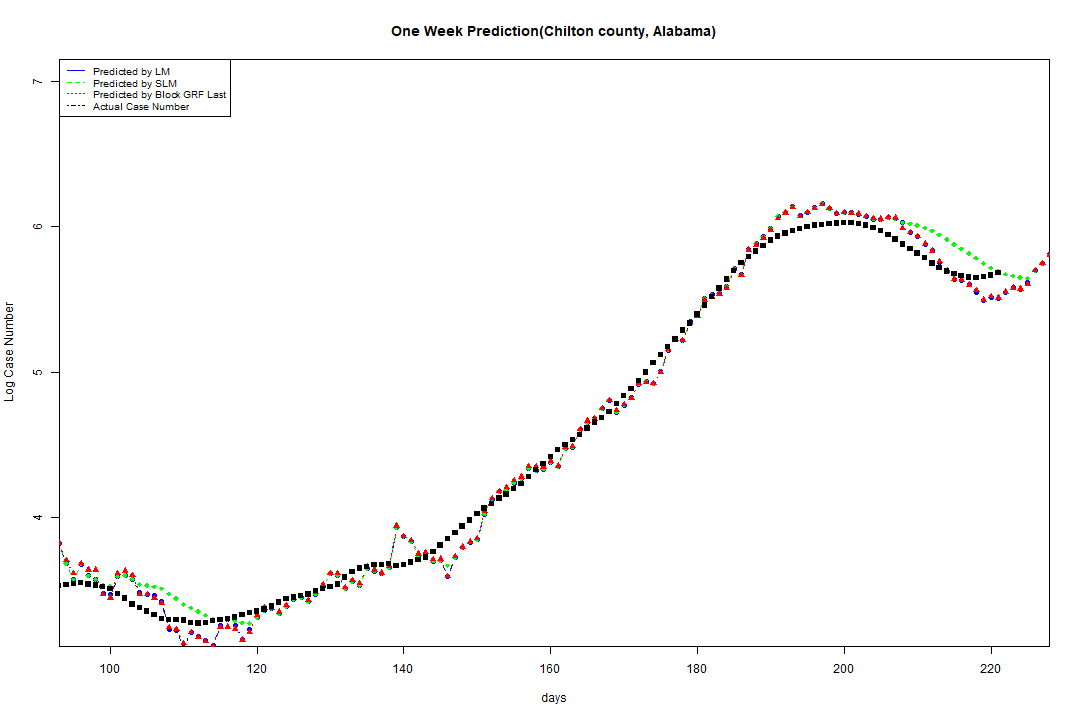 One Week Prediction(Chilton county, Alabama)
Predicted by LM
Predicted by SLM
Predicted by Block GRF Last
Actual Case Number
7
6
5
4
Log Case Number
100 120 140 160 180 200 220
days